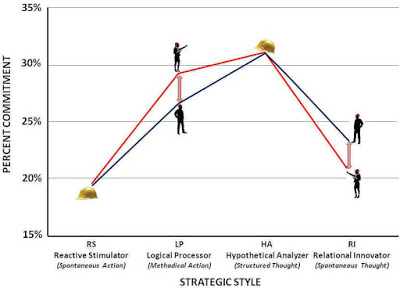 35%
30%
25%
20%
15%
PERCENT COMMITMENT
RS LP HA RI
Reactive Stimulator Logical Processor Hypothetical Analyzer Relational Innovator
(Spontaneous Action) (Methodical Action) (Structured Thought) (Spontaneous Thought)
STRATEGIC STYLE